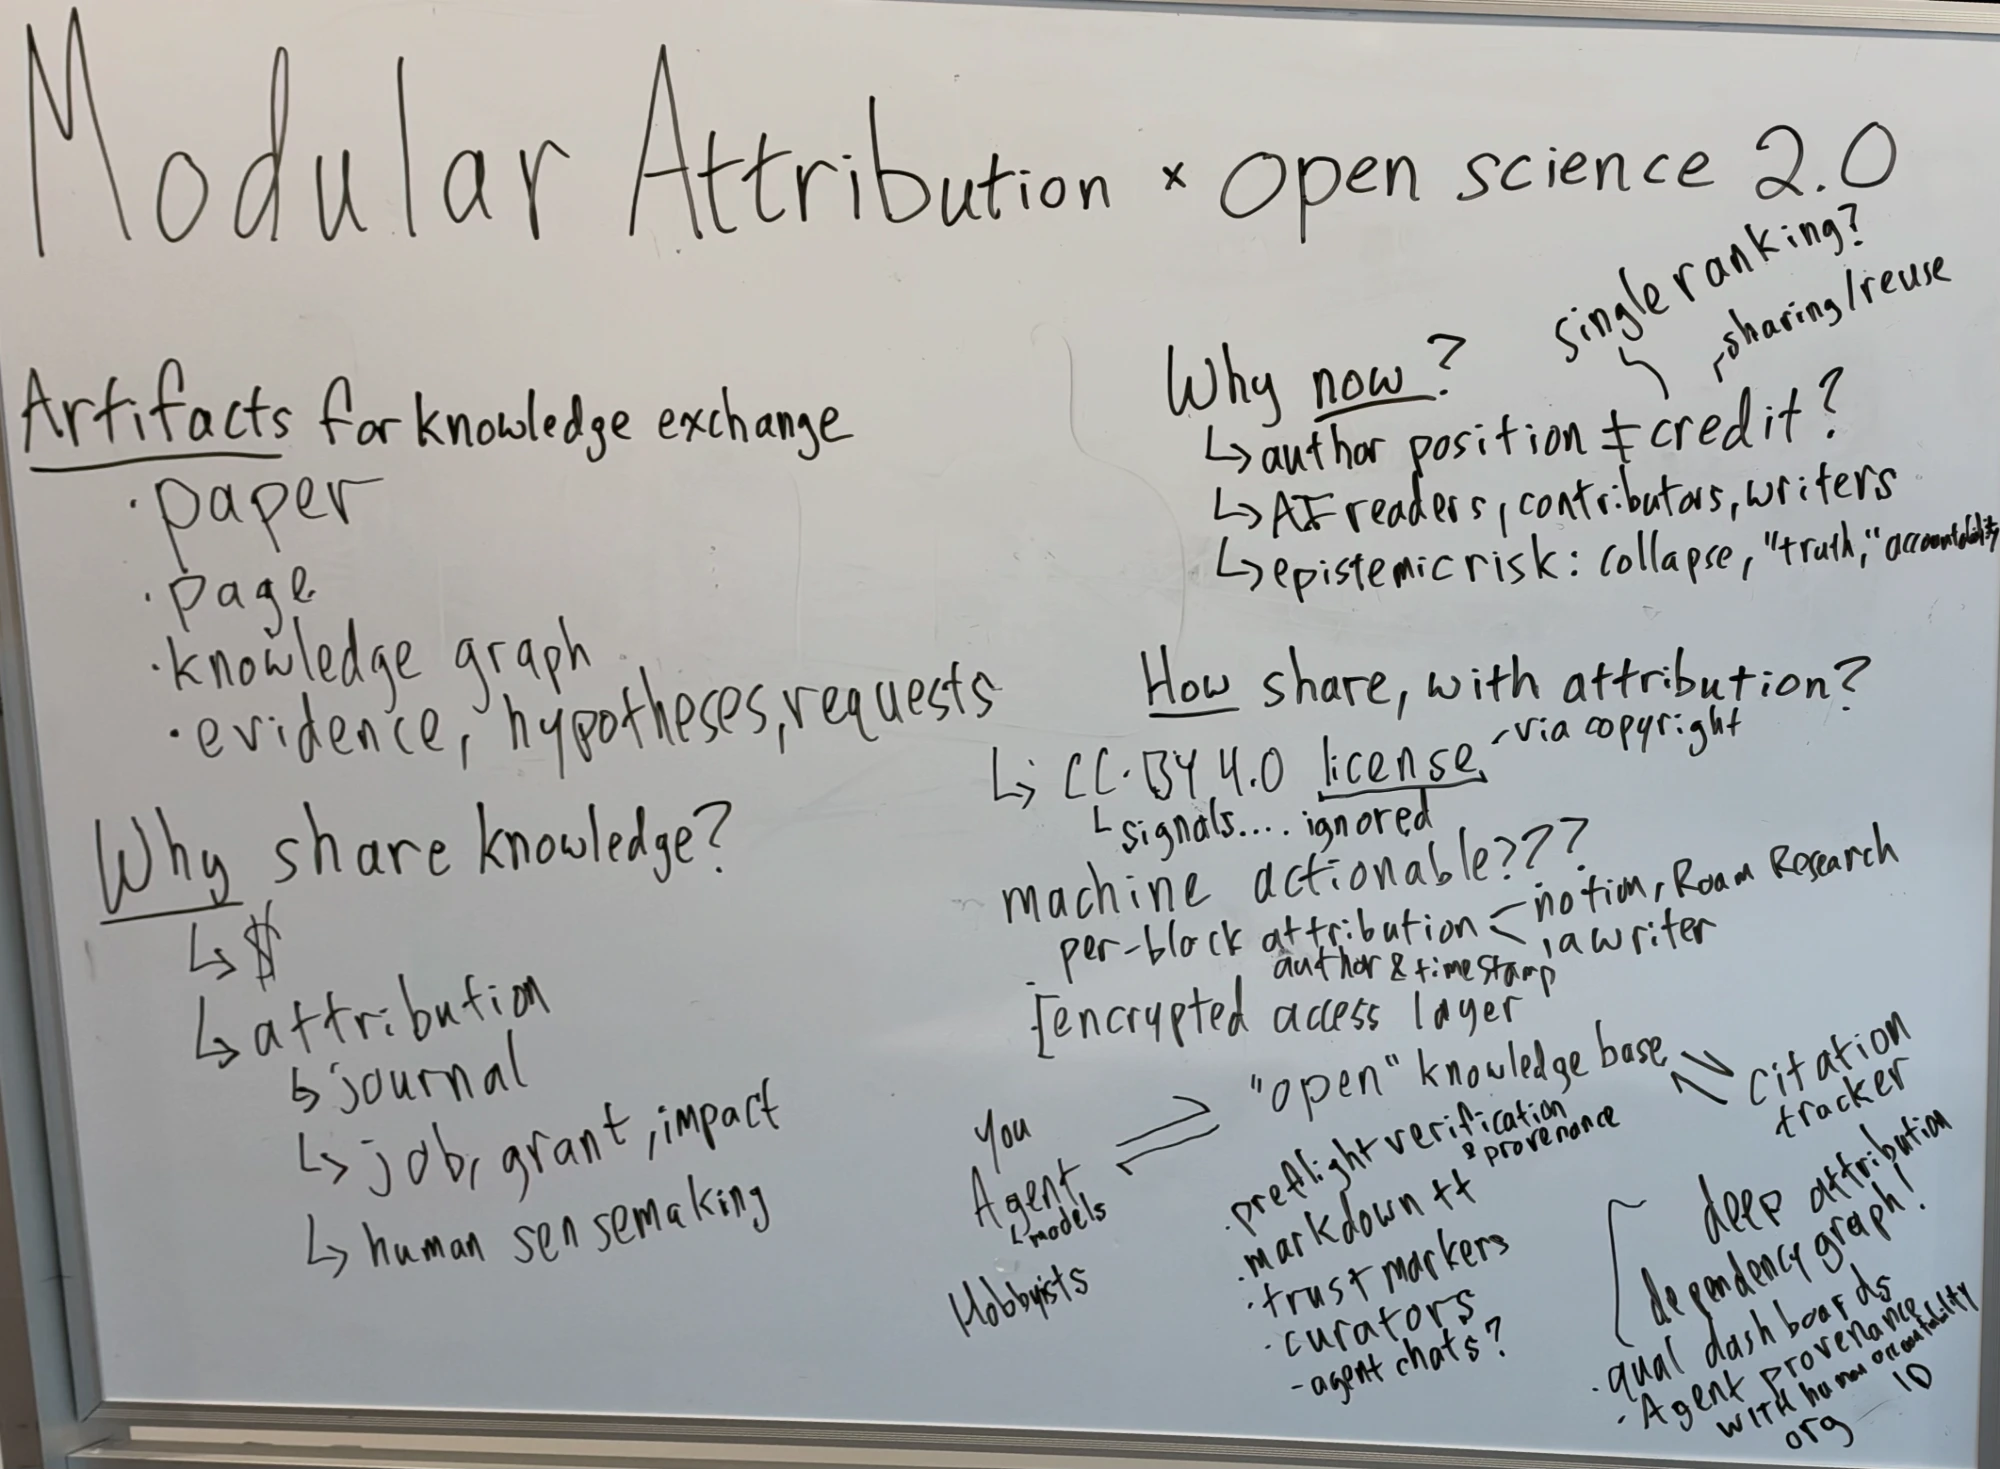 Modular Attribution × open science 2.0
Artifacts for knowledge exchange
· paper
· page
· knowledge graph
· evidence, hypotheses, requests
Why share knowledge?
↳ $
↳ attribution
↳ journal
↳ job, grant, impact
↳ human sensemaking
single ranking?
sharing/reuse
Why now?
↳ author position ≠ credit?
↳ AI readers, contributors, writers
↳ epistemic risk: collapse, "truth," accountability
How share, with attribution?
↳ CC-BY 4.0 license via copyright
signals.... ignored
machine actionable???
per-block attribution < notion, Roam Research
ia writer
author & timestamp
[encrypted access layer
You
Agent
models
Hobbyists
"open" knowledge base
· preflight verification
& provenance
· markdown ++
· trust markers
· curators
- agent chats?
citation
tracker
deep attribution
dependency graph!
· qual dashboards
· Agent provenance
with human accountability
org ID